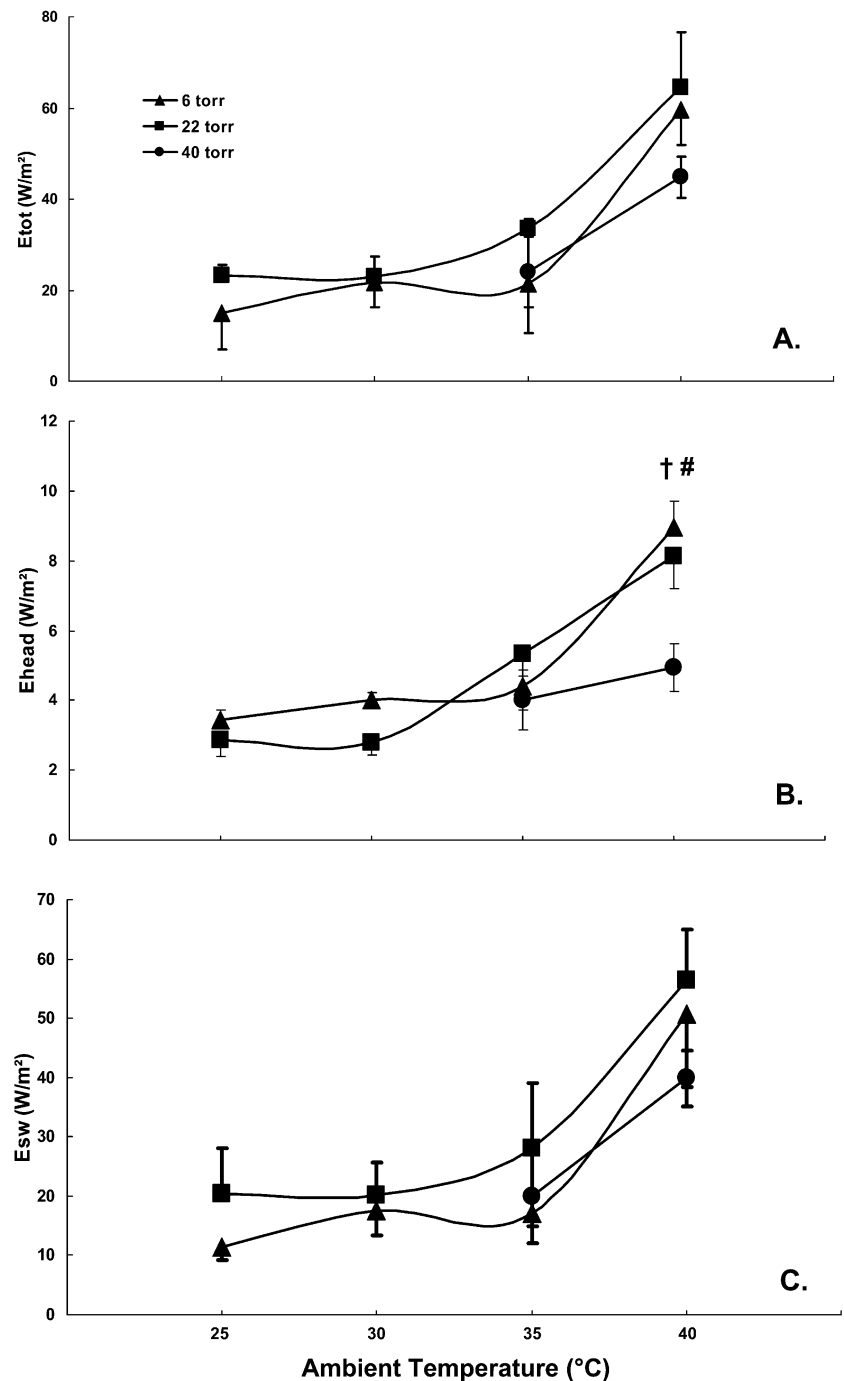 80
60
40
20
0
Etot (W/m²)
6 torr
22 torr
40 torr
A.
12
10
8
6
4
2
0
Ehead (W/m²)
† #
B.
70
60
50
40
30
20
10
0
Esw (W/m²)
C.
25 30 35 40
Ambient Temperature (°C)